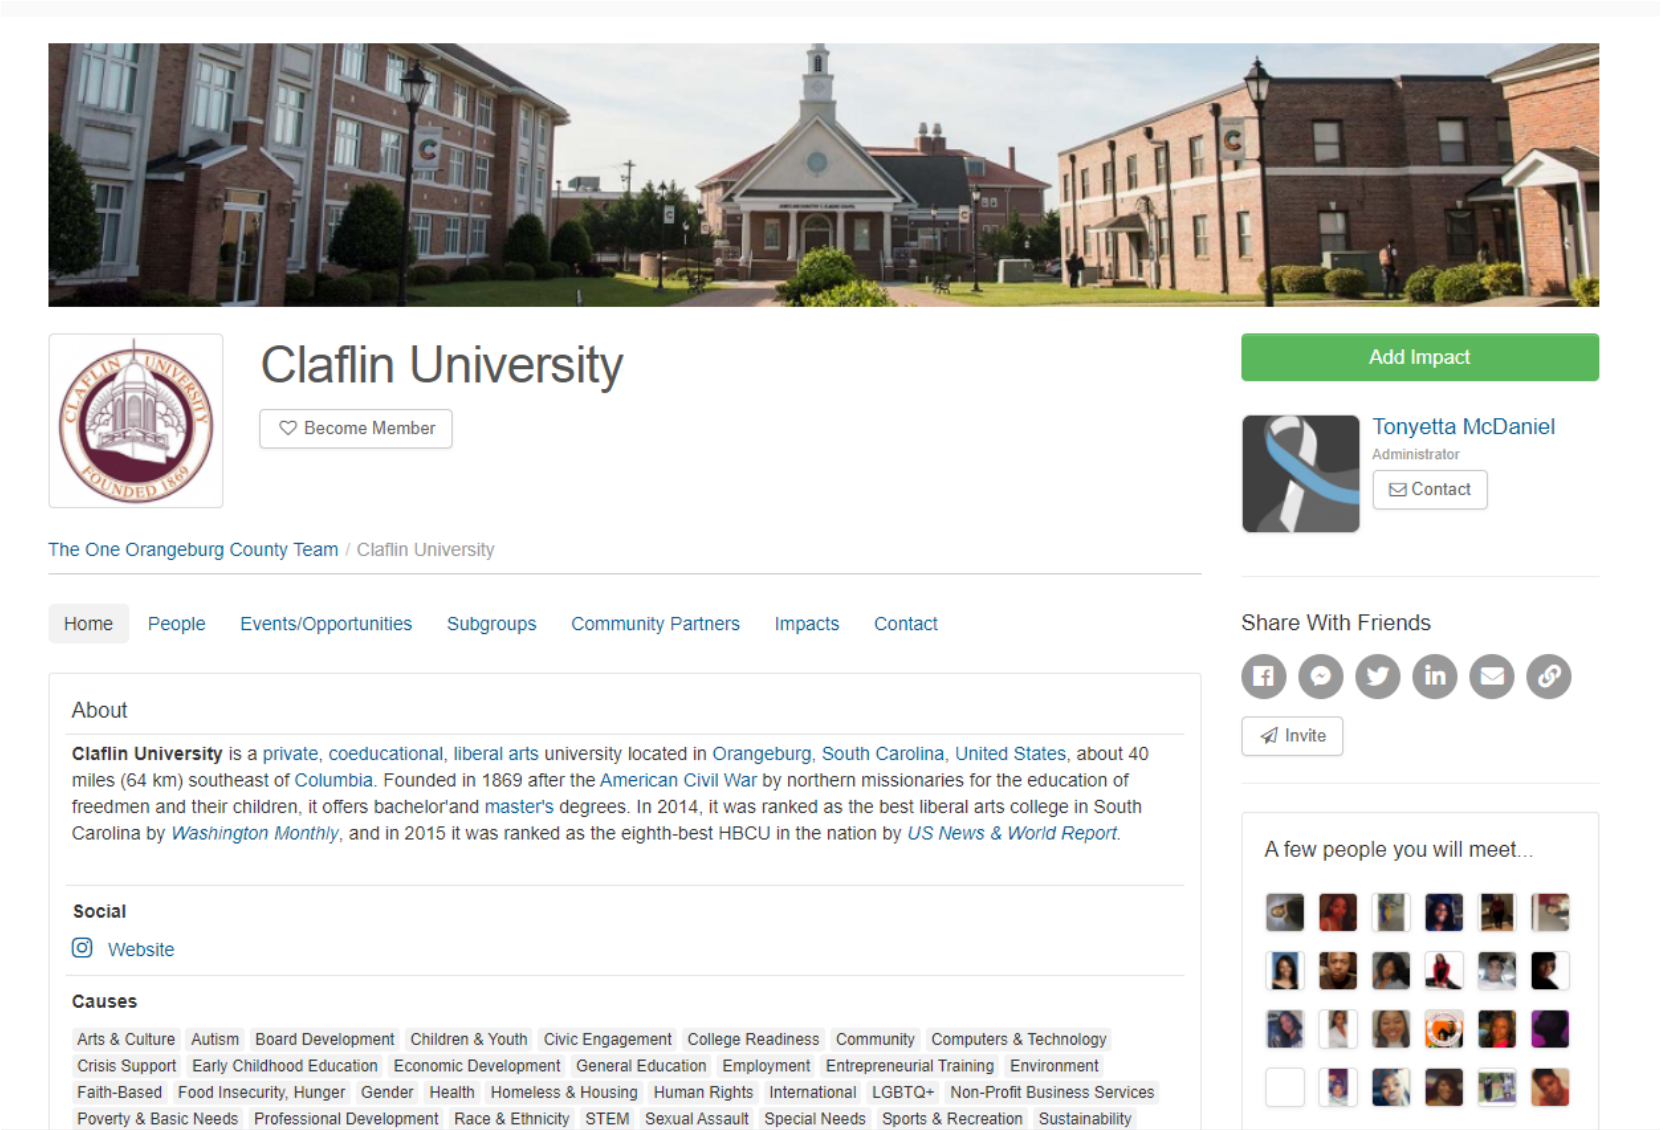 C
C
C
C
CLAFLIN UNIVERSITY
FOUNDED 1869
Claflin University
Become Member
Add Impact
Tonyetta McDaniel
Administrator
Contact
The One Orangeburg County Team / Claflin University
Home People Events/Opportunities Subgroups Community Partners Impacts Contact
Share With Friends
Invite
About
Claflin University is a private, coeducational, liberal arts university located in Orangeburg, South Carolina, United States, about 40
miles (64 km) southeast of Columbia. Founded in 1869 after the American Civil War by northern missionaries for the education of
freedmen and their children, it offers bachelor'and master's degrees. In 2014, it was ranked as the best liberal arts college in South
Carolina by Washington Monthly, and in 2015 it was ranked as the eighth-best HBCU in the nation by US News & World Report.
A few people you will meet...
Social
Website
Causes
Arts & Culture Autism Board Development Children & Youth Civic Engagement College Readiness Community Computers & Technology
Crisis Support Early Childhood Education Economic Development General Education Employment Entrepreneurial Training Environment
Faith-Based Food Insecurity, Hunger Gender Health Homeless & Housing Human Rights International LGBTQ+ Non-Profit Business Services
Poverty & Basic Needs Professional Development Race & Ethnicity STEM Sexual Assault Special Needs Sports & Recreation Sustainability